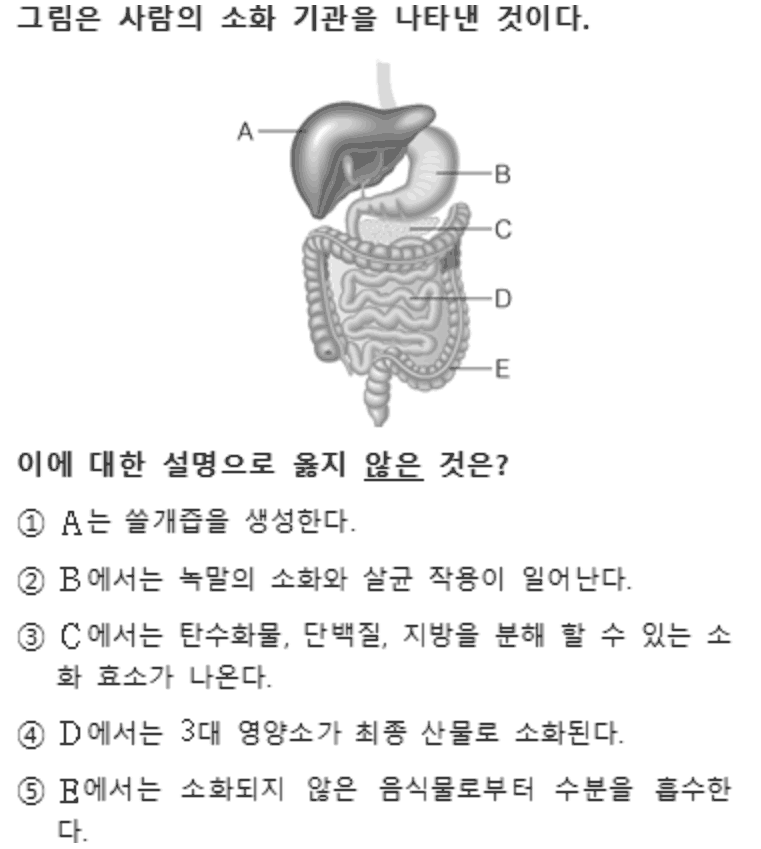 그림은 사람의 소화 기관을 나타낸 것이다.
A
B
C
D
E
이에 대한 설명으로 옳지 않은 것은?
① A는 쓸개즙을 생성한다.
② B에서는 녹말의 소화와 살균 작용이 일어난다.
③ C에서는 탄수화물, 단백질, 지방을 분해 할 수 있는 소
화 효소가 나온다.
④ D에서는 3대 영양소가 최종 산물로 소화된다.
⑤ E에서는 소화되지 않은 음식물로부터 수분을 흡수한
다.